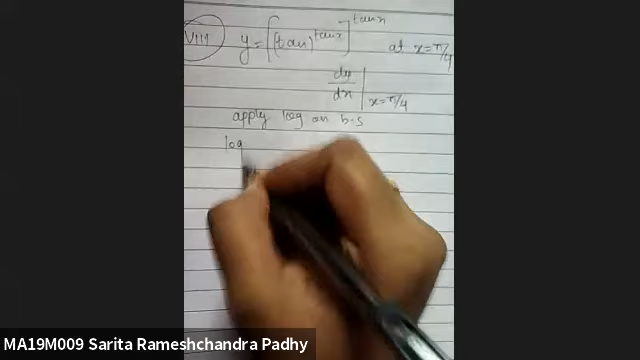 VIII y = [(tan)^tanx]^tanx at x = π/4
dy/dx | x = π/4
apply log on b-s
log
MA19M009 Sarita Rameshchandra Padhy